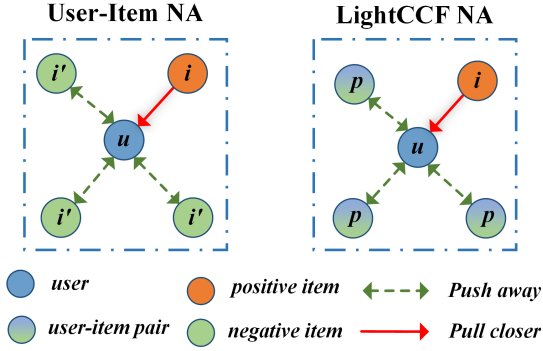 User-Item NA
LightCCF NA
i'
i
u
i'
i'
p
i
u
p
p
user
positive item
Push away
user-item pair
negative item
Pull closer